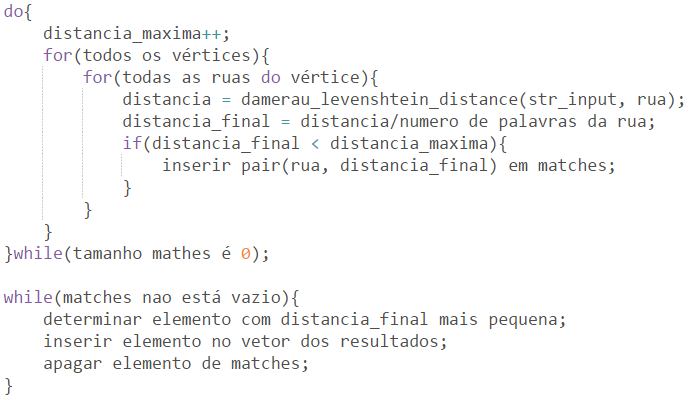 do{
    distancia_maxima++;
    for(todos os vértices){
        for(todas as ruas do vértice){
            distancia = damerau_levenshtein_distance(str_input, rua);
            distancia_final = distancia/numero de palavras da rua;
            if(distancia_final < distancia_maxima){
                inserir pair(rua, distancia_final) em matches;
            }
        }
    }
}while(tamanho mathes é 0);

while(matches nao está vazio){
    determinar elemento com distancia_final mais pequena;
    inserir elemento no vetor dos resultados;
    apagar elemento de matches;
}